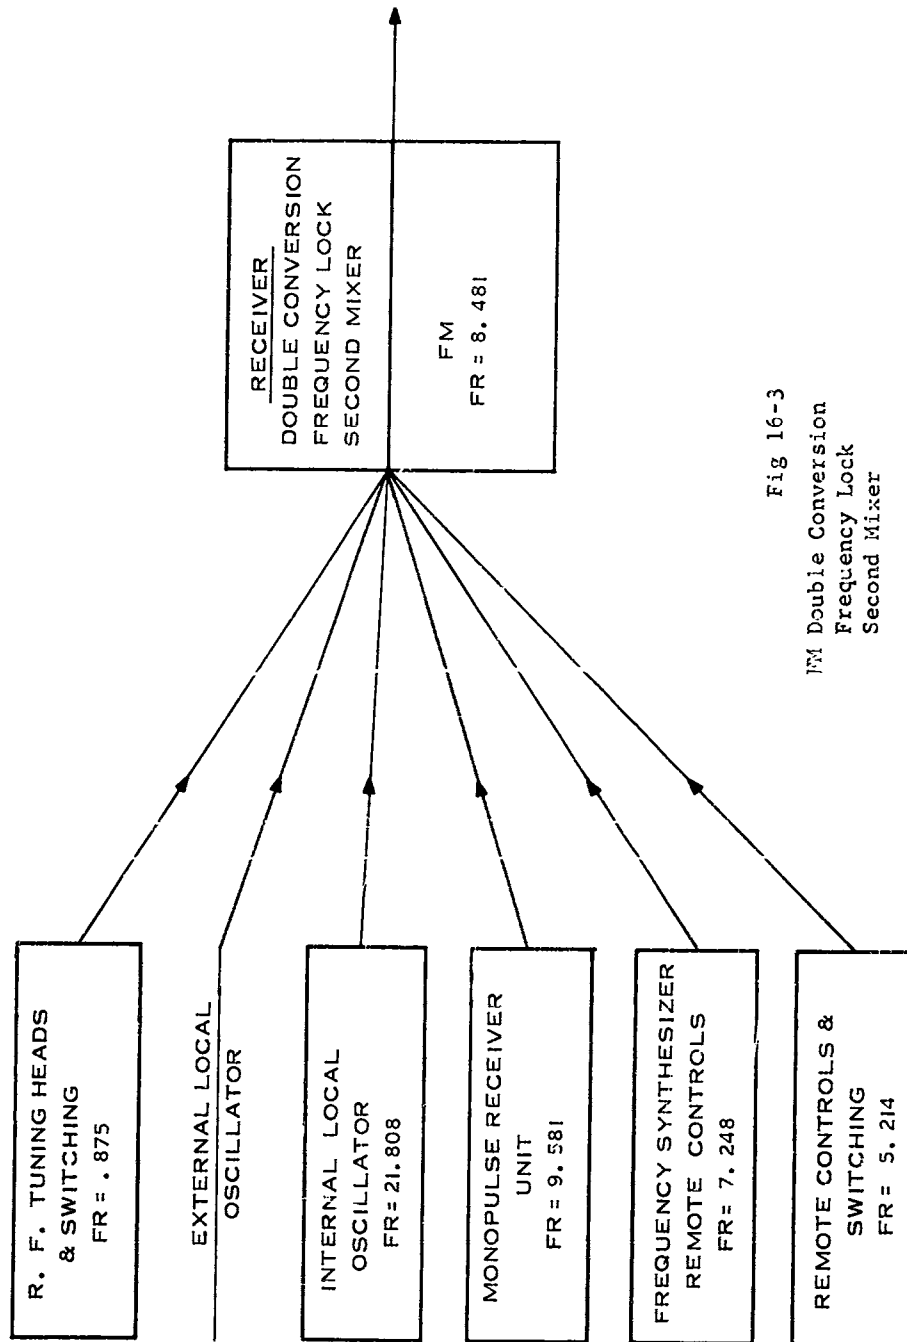 R. F. TUNING HEADS
& SWITCHING
FR = .875
EXTERNAL LOCAL
OSCILLATOR
INTERNAL LOCAL
OSCILLATOR
FR = 21.808
MONOPULSE RECEIVER
UNIT
FR = 9. 581
FREQUENCY SYNTHESIZER
REMOTE CONTROLS
FR = 7. 248
REMOTE CONTROLS &
SWITCHING
FR = 5. 214
RECEIVER
DOUBLE CONVERSION
FREQUENCY LOCK
SECOND MIXER
FM
FR = 8. 481
Fig 16-3
FM Double Conversion
Frequency Lock
Second Mixer